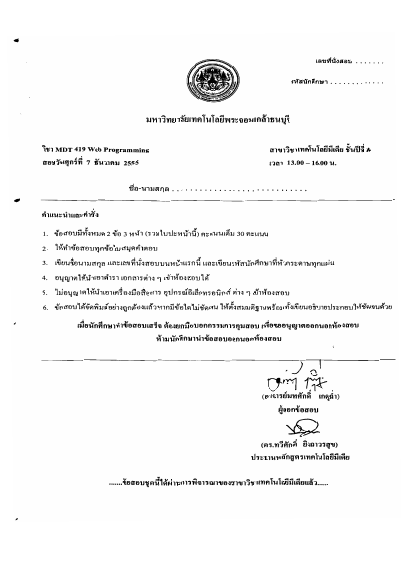 เลขที่นั่งสอบ .......
รหัสนักศึกษา .............
มหาวิทยาลัยเทคโนโลยีพระจอมเกล้าธนบุรี
วิชา MDT 419 Web Programming
สาขาวิชาเทคโนโลยีมีเดีย ชั้นปีที่ 4
สอบวันศุกร์ที่ 7 ธันวาคม 2555
เวลา 13.00 – 16.00 น.
ชื่อ-นามสกุล ............................
คำแนะนำและคำสั่ง
1. ข้อสอบมีทั้งหมด 2 ข้อ 3 หน้า (รวมใบปะหน้านี้) คะแนนเต็ม 30 คะแนน
2. ให้ทำข้อสอบทุกข้อในสมุดคำตอบ
3. เขียนชื่อนามสกุล และเลขที่นั่งสอบบนหน้าแรกนี้ และเขียนรหัสนักศึกษาที่หัวกระดาษทุกแผ่น
4. อนุญาตให้นำเอาตำรา เอกสารต่าง ๆ เข้าห้องสอบได้
5. ไม่อนุญาตให้นำเอาเครื่องมือสื่อสาร อุปกรณ์อิเล็กทรอนิกส์ ต่าง ๆ เข้าห้องสอบ
6. ข้อสอบได้จัดพิมพ์อย่างถูกต้องแล้วหากมีข้อใดไม่ชัดเจน ให้ตั้งสมมติฐานพร้อมทั้งเขียนอธิบายประกอบให้ชัดเจนด้วย
เมื่อนักศึกษาทำข้อสอบเสร็จ ต้องยกมือบอกกรรมการคุมสอบ เพื่อขออนุญาตออกนอกห้องสอบ
ห้ามนักศึกษานำข้อสอบออกนอกห้องสอบ
ผู้ออกข้อสอบ
(ดร.ทวีศักดิ์ ยิ่งถาวรสุข)
ประธานหลักสูตรเทคโนโลยีมีเดีย
......ข้อสอบชุดนี้ได้ผ่านการพิจารณาของสาขาวิชาเทคโนโลยีมีเดียแล้ว.....